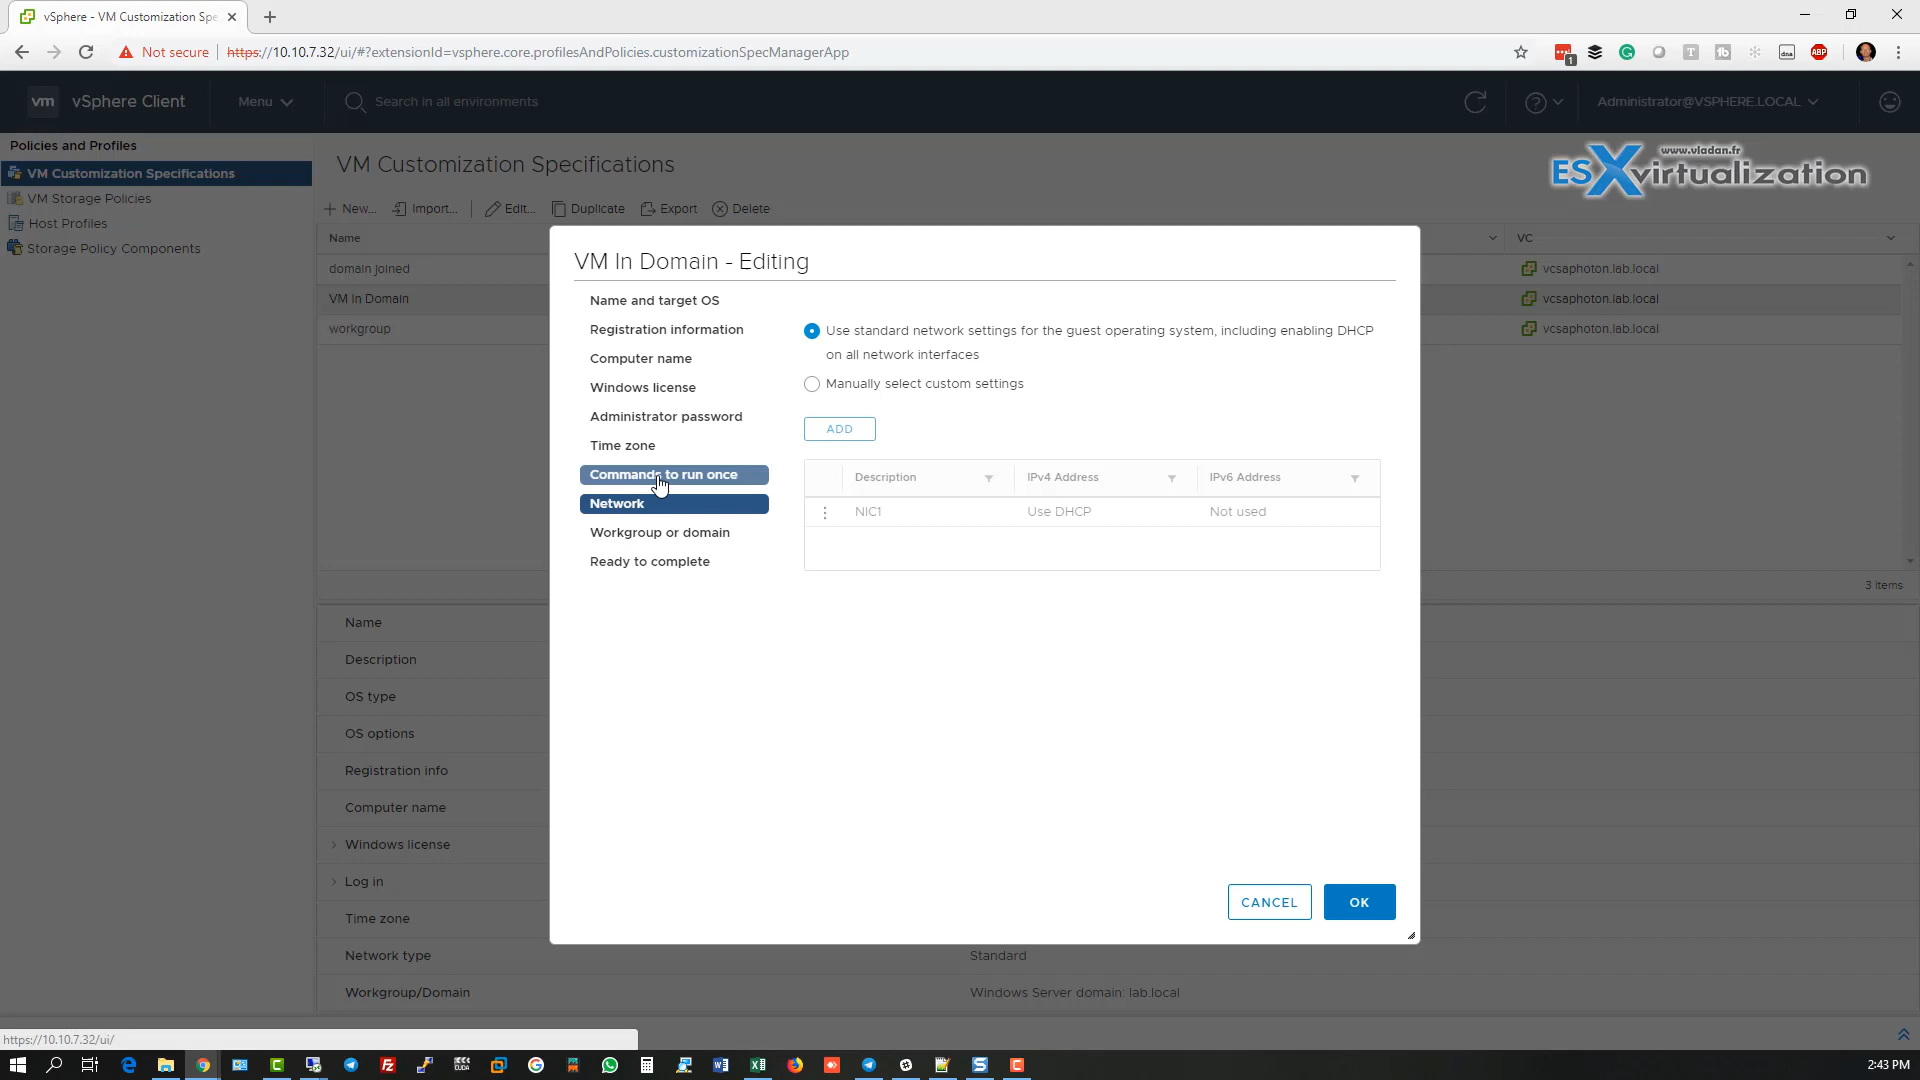 vSphere - VM Customization Spe
Not secure
https://10.10.7.32/ui/#?extensionId=vsphere.core.profilesAndPolicies.customizationSpecManagerApp
1
T
tb
dns
ABP
vm
vSphere Client
Menu
Search in all environments
Administrator@VSPHERE.LOCAL
Policies and Profiles
VM Customization Specifications
VM Storage Policies
Host Profiles
Storage Policy Components
VM Customization Specifications
www.vladan.fr
ESXvirtualization
New...
Import...
Edit...
Duplicate
Export
Delete
Name
VC
domain joined
vcsaphoton.lab.local
VM In Domain
vcsaphoton.lab.local
workgroup
vcsaphoton.lab.local
3 items
VM In Domain - Editing
Name and target OS
Registration information
Computer name
Windows license
Administrator password
Time zone
Commands to run once
Network
Workgroup or domain
Ready to complete
Use standard network settings for the guest operating system, including enabling DHCP
on all network interfaces
Manually select custom settings
ADD
Description
IPv4 Address
IPv6 Address
NIC1
Use DHCP
Not used
CANCEL
OK
Name
Description
OS type
OS options
Registration info
Computer name
Windows license
Log in
Time zone
Network type
Standard
Workgroup/Domain
Windows Server domain: lab.local
https://10.10.7.32/ui/
2:43 PM